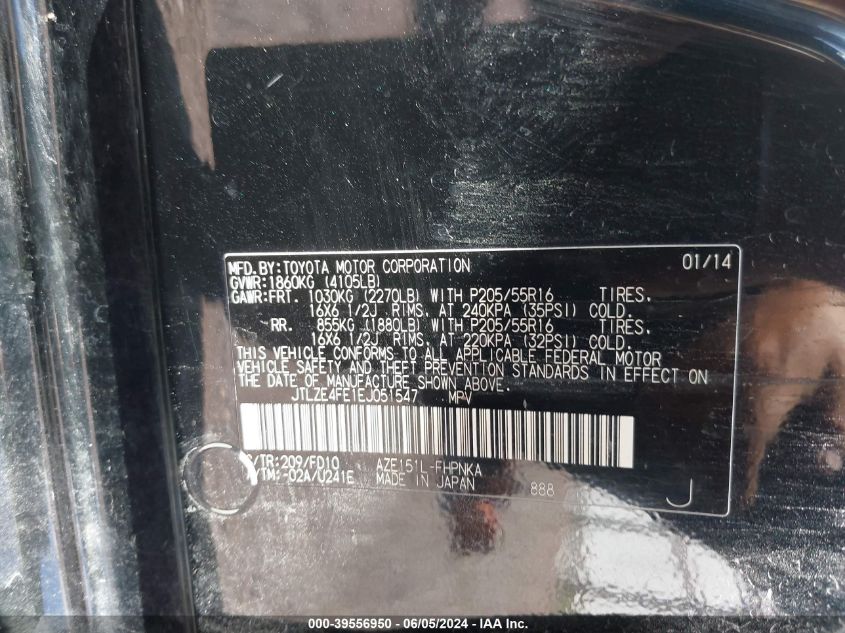 MFD.BY:TOYOTA MOTOR CORPORATION 01/14
GVWR:1860KG (4105LB)
GAWR:FRT. 1030KG (2270LB) WITH P205/55R16 TIRES.
16X6 1/2J RIMS. AT 240KPA (35PSI) COLD.
RR. 855KG (1880LB) WITH P205/55R16 TIRES.
16X6 1/2J RIMS. AT 220KPA (32PSI) COLD.
THIS VEHICLE CONFORMS TO ALL APPLICABLE FEDERAL MOTOR
VEHICLE SAFETY AND THEFT PREVENTION STANDARDS IN EFFECT ON
THE DATE OF MANUFACTURE SHOWN ABOVE.
JTLZE4FE1EJ051547 MPV
/TR:209/FD10 AZE151L-FHPNKA
/TM:-02A/U241E MADE IN JAPAN 888 J
000-39556950 - 06/05/2024 - IAA Inc.